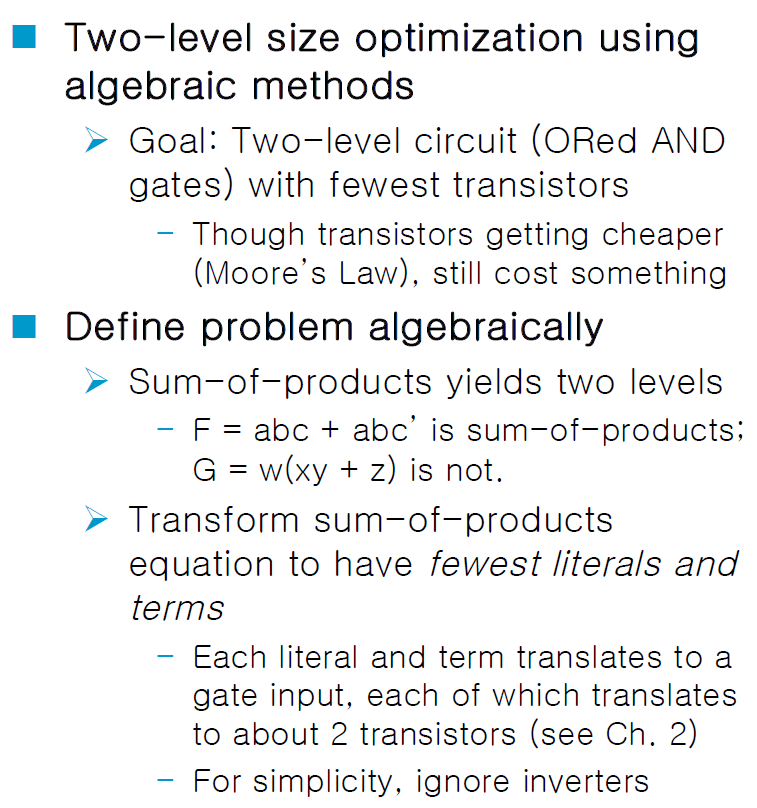 Two-level size optimization using
algebraic methods
Goal: Two-level circuit (ORed AND
gates) with fewest transistors
- Though transistors getting cheaper
(Moore's Law), still cost something
Define problem algebraically
Sum-of-products yields two levels
- F = abc + abc' is sum-of-products;
G = w(xy + z) is not.
Transform sum-of-products
equation to have fewest literals and
terms
- Each literal and term translates to a
gate input, each of which translates
to about 2 transistors (see Ch. 2)
- For simplicity, ignore inverters